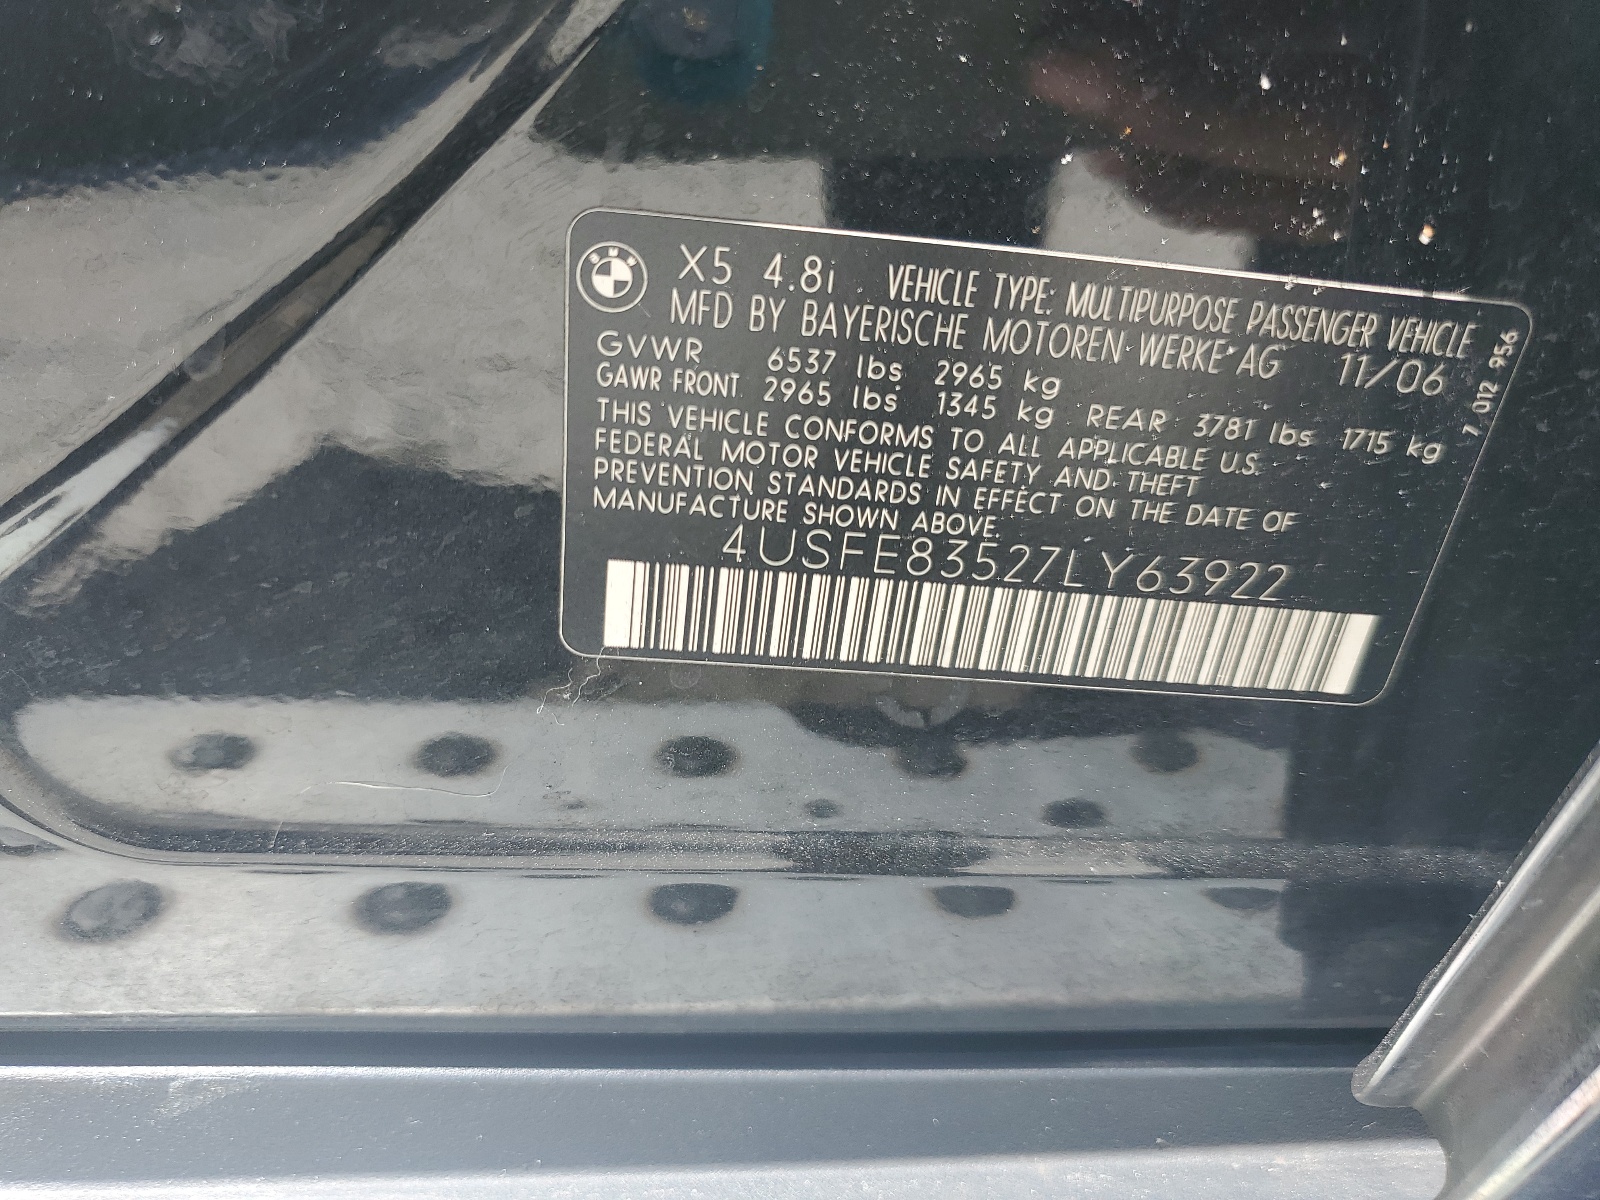 X5 4.8i VEHICLE TYPE: MULTIPURPOSE PASSENGER VEHICLE
MFD BY BAYERISCHE MOTOREN WERKE AG 11/06
GVWR 6537 lbs 2965 kg
GAWR FRONT 2965 lbs 1345 kg REAR 3781 lbs 1715 kg
THIS VEHICLE CONFORMS TO ALL APPLICABLE U.S.
FEDERAL MOTOR VEHICLE SAFETY AND THEFT
PREVENTION STANDARDS IN EFFECT ON THE DATE OF
MANUFACTURE SHOWN ABOVE.
4USFE83527LY63922
7 012 956
BMW